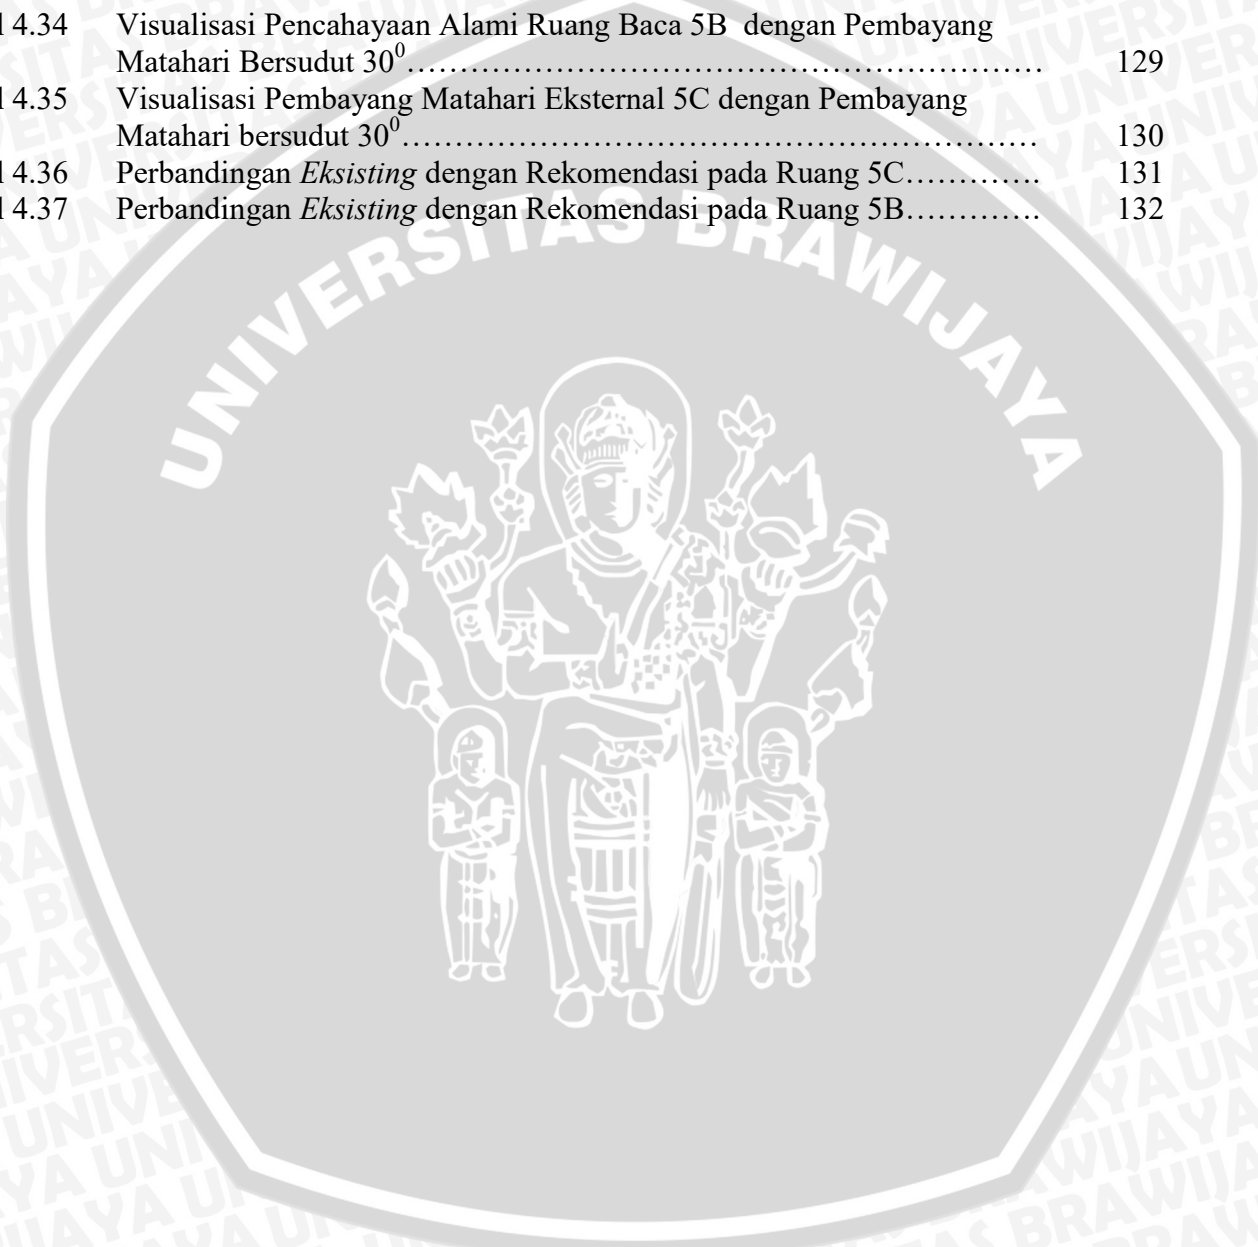 l 4.34 Visualisasi Pencahayaan Alami Ruang Baca 5B dengan Pembayang
Matahari Bersudut 30⁰…………………………………………………………… 129
l 4.35 Visualisasi Pembayang Matahari Eksternal 5C dengan Pembayang
Matahari bersudut 30⁰………………………………………………………… 130
l 4.36 Perbandingan Eksisting dengan Rekomendasi pada Ruang 5C…………. 131
l 4.37 Perbandingan Eksisting dengan Rekomendasi pada Ruang 5B…………. 132
UNIVERSITAS BRAWIJAYA